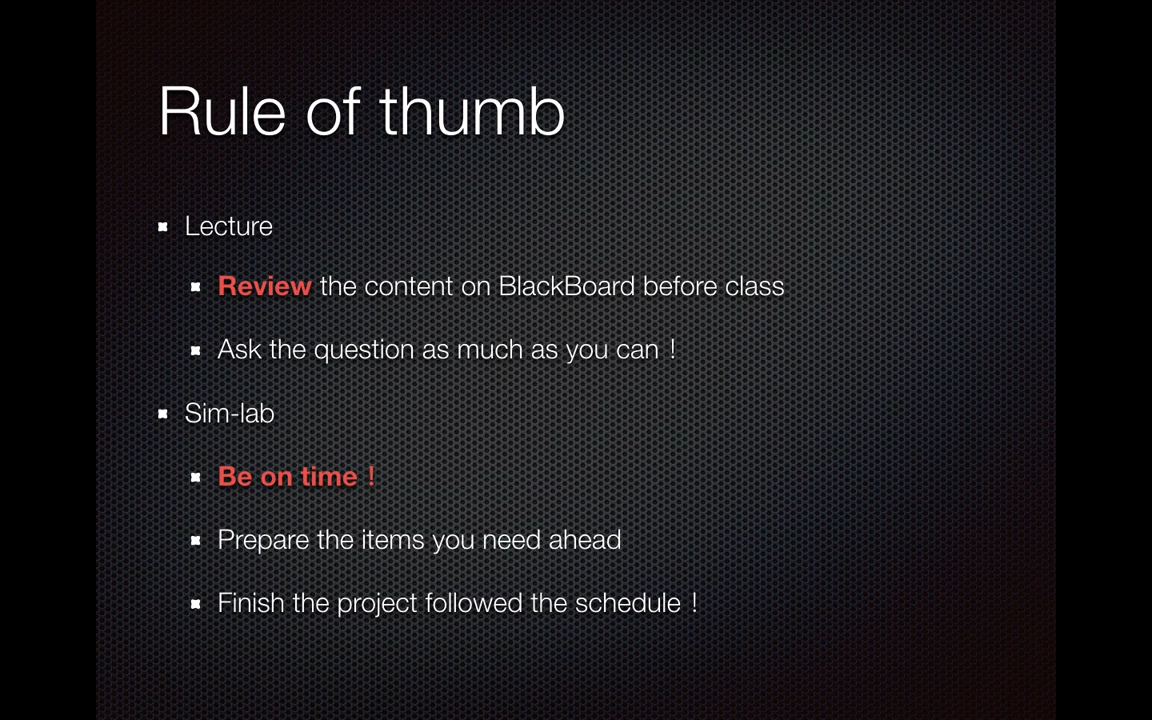 Rule of thumb
Lecture
Review the content on BlackBoard before class
Ask the question as much as you can !
Sim-lab
Be on time !
Prepare the items you need ahead
Finish the project followed the schedule !